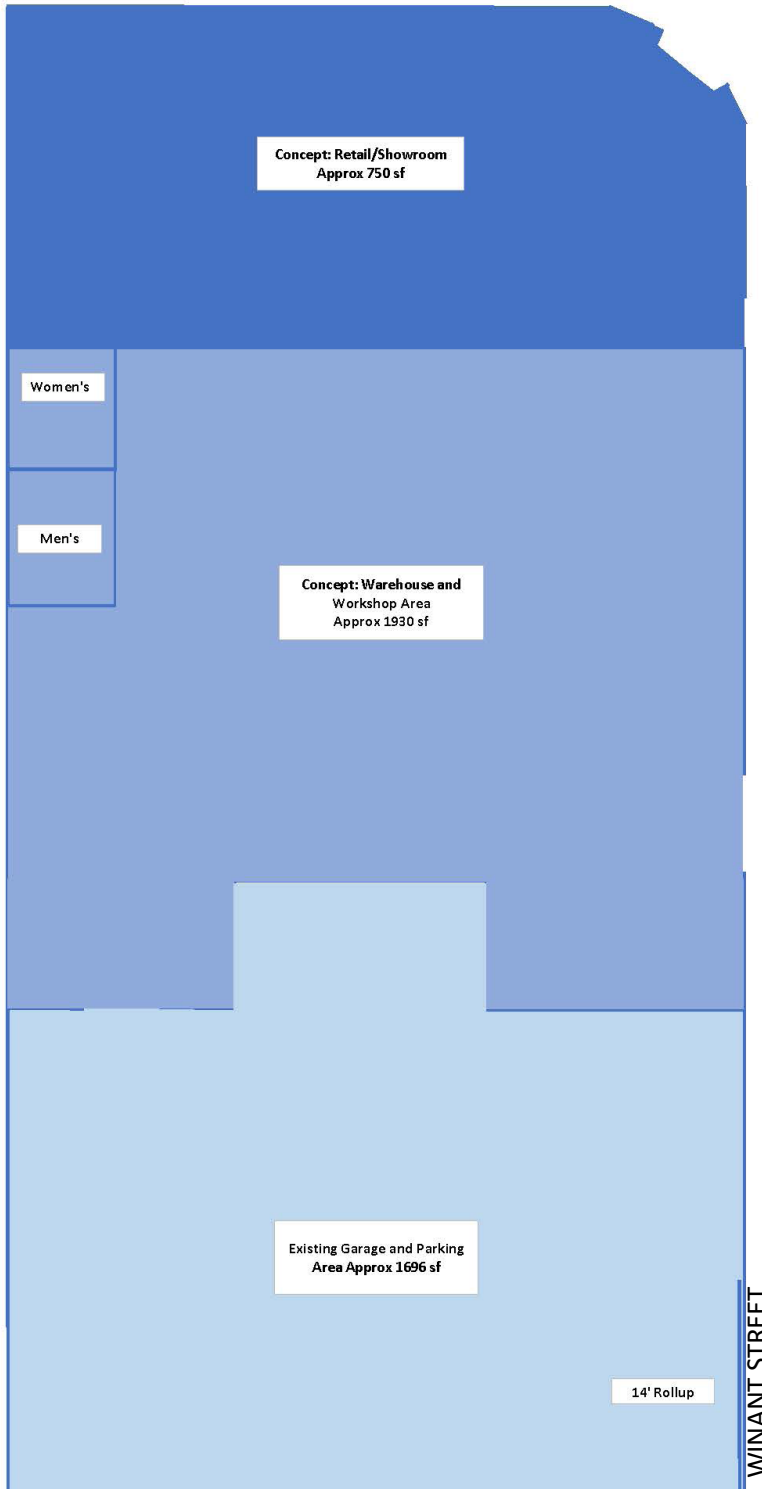 Concept: Retail/Showroom
Approx 750 sf
Women's
Men's
Concept: Warehouse and
Workshop Area
Approx 1930 sf
Existing Garage and Parking
Area Approx 1696 sf
14' Rollup
WINANT STREET